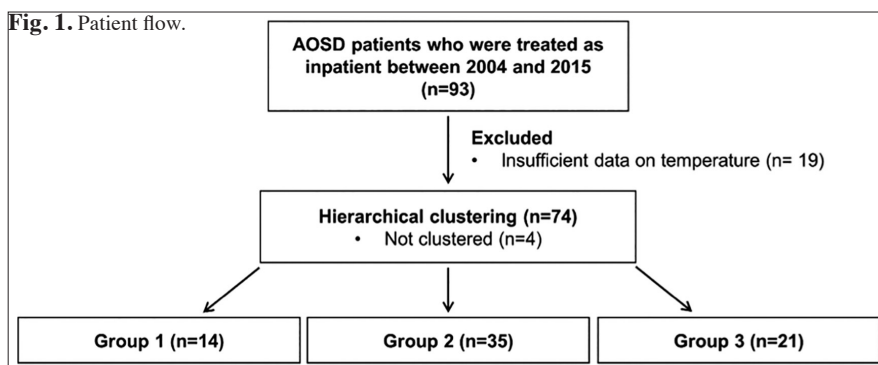 Fig. 1. Patient flow.
AOSD patients who were treated as
inpatient between 2004 and 2015
(n=93)
Excluded
• Insufficient data on temperature (n= 19)
Hierarchical clustering (n=74)
• Not clustered (n=4)
Group 1 (n=14)
Group 2 (n=35)
Group 3 (n=21)